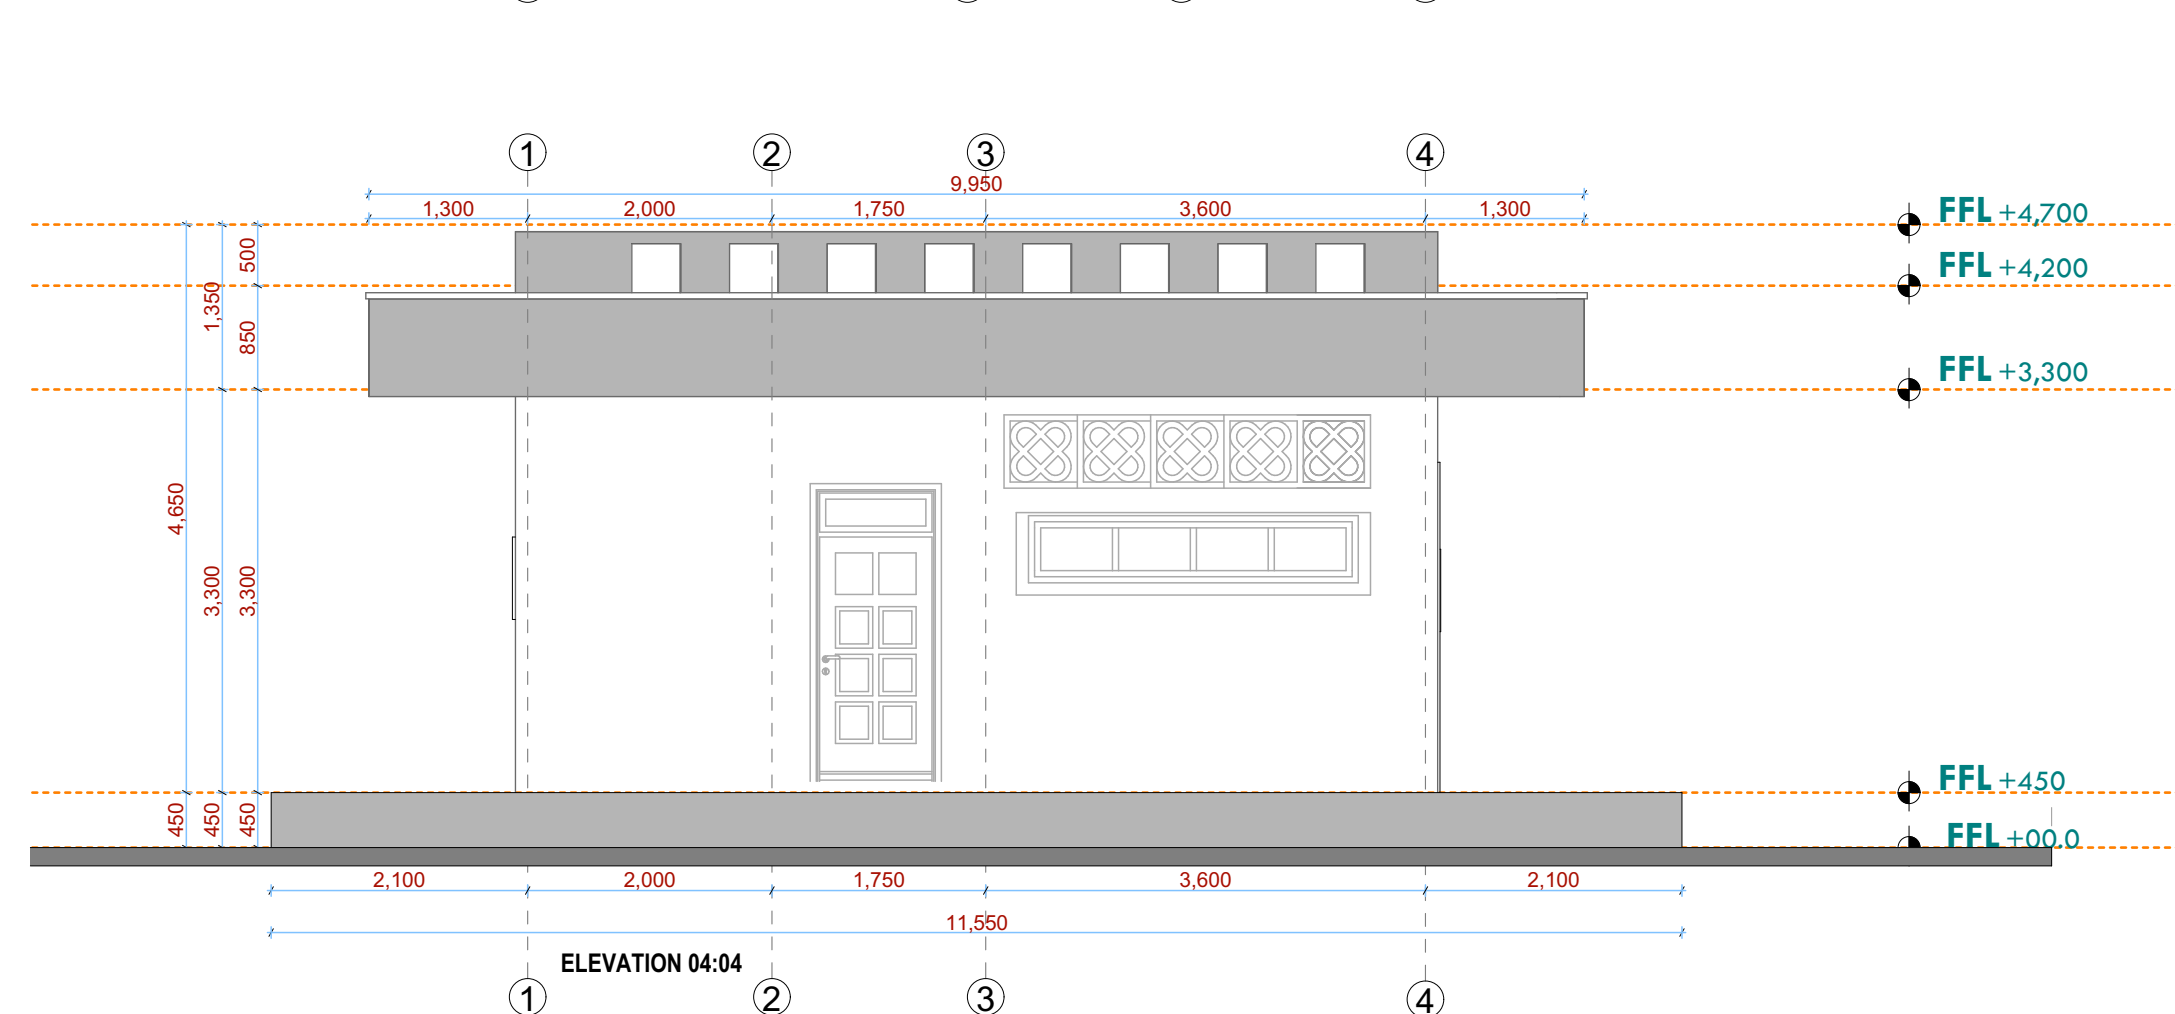 1 2 3 4
9,950
1,300 2,000 1,750 3,600 1,300
FFL +4,700
500
FFL +4,200
1,350
850
FFL +3,300
4,650
3,300
3,300
FFL +450
450 450 450
FFL +00.0
2,100 2,000 1,750 3,600 2,100
11,550
ELEVATION 04:04
1 2 3 4